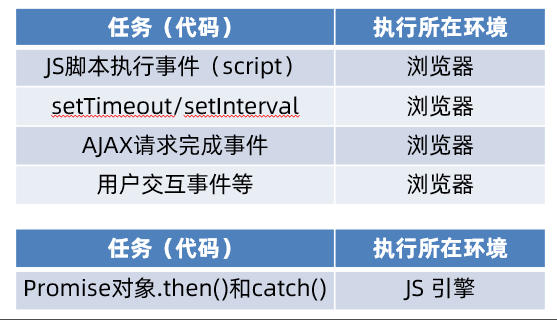 任务（代码） 执行所在环境
JS脚本执行事件（script） 浏览器
setTimeout/setInterval 浏览器
AJAX请求完成事件 浏览器
用户交互事件等 浏览器
任务（代码） 执行所在环境
Promise对象.then()和catch() JS 引擎